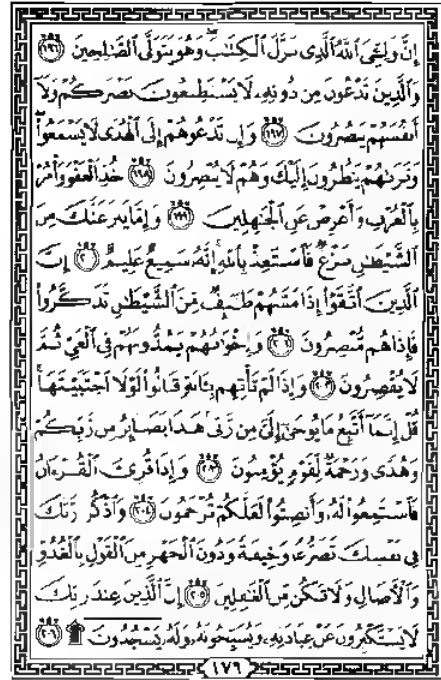 إِنَّ وَلِـِّۧيَ ٱللَّهُ ٱلَّذِى نَزَّلَ ٱلْكِتَٰبَ وَهُوَ يَتَوَلَّى ٱلصَّٰلِحِينَ ١٩٦
وَٱلَّذِينَ تَدْعُونَ مِن دُونِهِۦ لَا يَسْتَطِيعُونَ نَصْرَكُمْ وَلَآ
أَنفُسَهُمْ يَنصُرُونَ ١٩٧ وَإِن تَدْعُوهُمْ إِلَى ٱلْهُدَىٰ لَا يَسْمَعُوا۟
وَتَرَىٰهُمْ يَنظُرُونَ إِلَيْكَ وَهُمْ لَا يُبْصِرُونَ ١٩٨ خُذِ ٱلْعَفْوَ وَأْمُرْ
بِٱلْعُرْفِ وَأَعْرِضْ عَنِ ٱلْجَٰهِلِينَ ١٩٩ وَإِمَّا يَنزَغَنَّكَ مِنَ
ٱلشَّيْطَٰنِ نَزْغٌ فَٱسْتَعِذْ بِٱللَّهِ إِنَّهُۥ سَمِيعٌ عَلِيمٌ ٢٠٠ إِنَّ
ٱلَّذِينَ ٱتَّقَوْا۟ إِذَا مَسَّهُمْ طَٰٓئِفٌ مِّنَ ٱلشَّيْطَٰنِ تَذَكَّرُوا۟
فَإِذَا هُم مُّبْصِرُونَ ٢٠١ وَإِخْوَٰنُهُمْ يَمُدُّونَهُمْ فِى ٱلْغَىِّ ثُمَّ
لَا يُقْصِرُونَ ٢٠٢ وَإِذَا لَمْ تَأْتِهِم بِـَٔايَةٍ قَالُوا۟ لَوْلَا ٱجْتَبَيْتَهَا
قُلْ إِنَّمَآ أَتَّبِعُ مَا يُوحَىٰٓ إِلَىَّ مِن رَّبِّى هَٰذَا بَصَآئِرُ مِن رَّبِّكُمْ
وَهُدًى وَرَحْمَةٌ لِّقَوْمٍ يُؤْمِنُونَ ٢٠٣ وَإِذَا قُرِئَ ٱلْقُرْءَانُ
فَٱسْتَمِعُوا۟ لَهُۥ وَأَنصِتُوا۟ لَعَلَّكُمْ تُرْحَمُونَ ٢٠٤ وَٱذْكُر رَّبَّكَ
فِى نَفْسِكَ تَضَرُّعًا وَخِيفَةً وَدُونَ ٱلْجَهْرِ مِنَ ٱلْقَوْلِ بِٱلْغُدُوِّ
وَٱلْءَاصَالِ وَلَا تَكُن مِّنَ ٱلْغَٰفِلِينَ ٢٠٥ إِنَّ ٱلَّذِينَ عِندَ رَبِّكَ
لَا يَسْتَكْبِرُونَ عَنْ عِبَادَتِهِۦ وَيُسَبِّحُونَهُۥ وَلَهُۥ يَسْجُدُونَ ۩ ٢٠٦
١٧٦